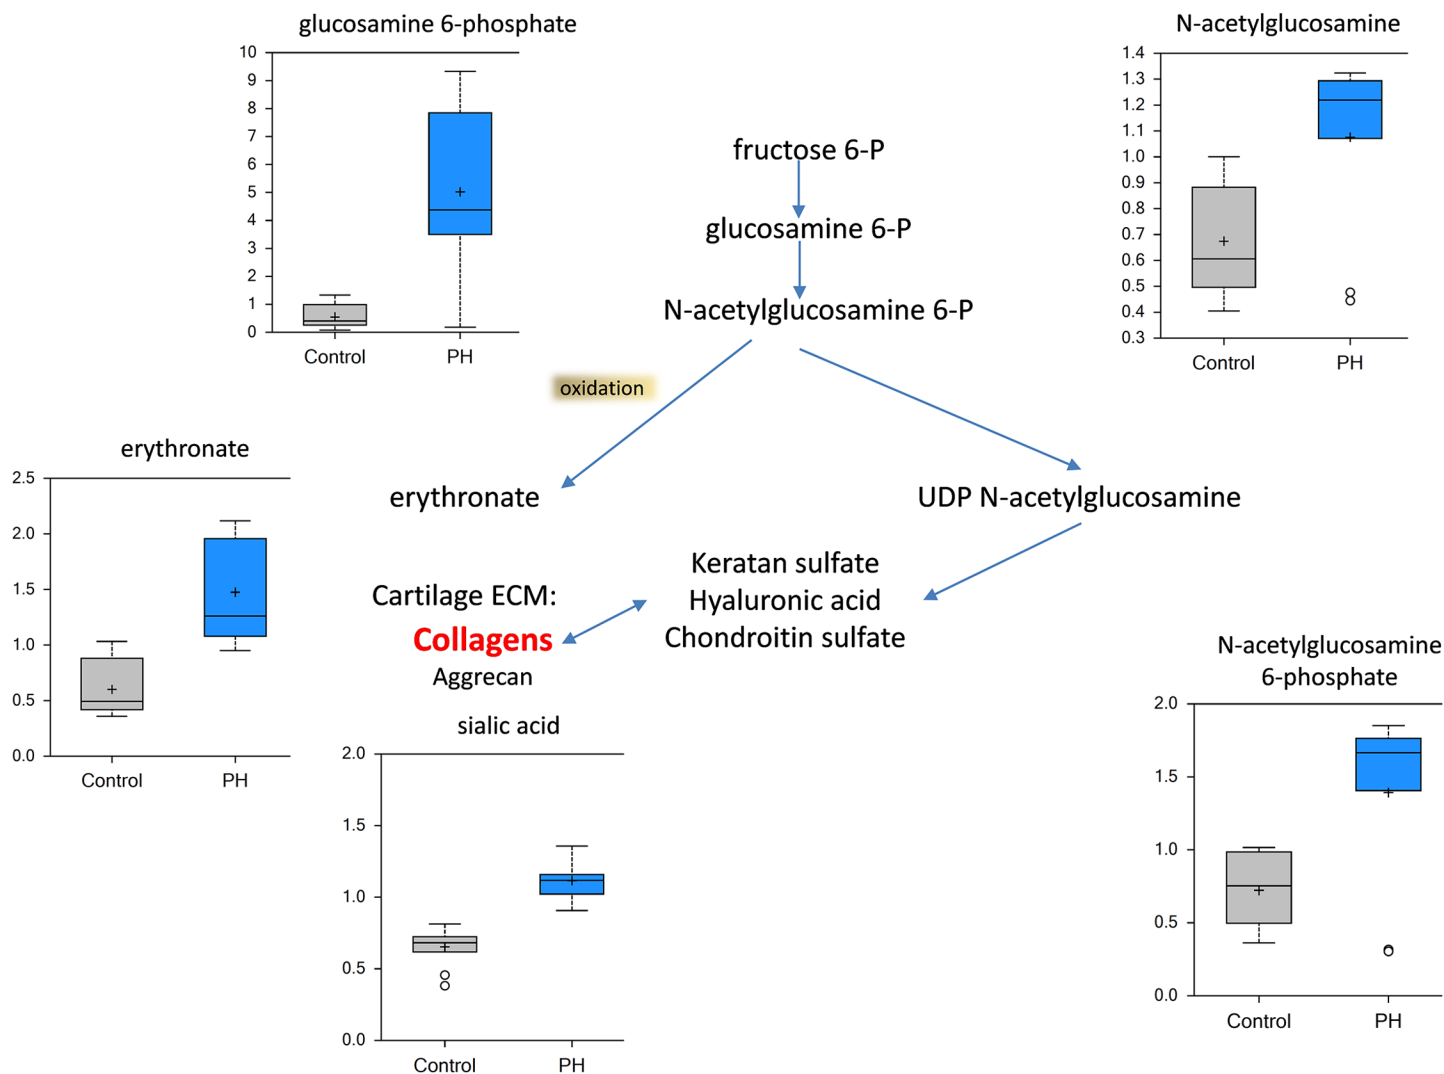 glucosamine 6-phosphate
10
9
8
7
6
5
4
3
2
1
0
Control PH
N-acetylglucosamine
1.4
1.3
1.2
1.1
1.0
0.9
0.8
0.7
0.6
0.5
0.4
0.3
Control PH
fructose 6-P
glucosamine 6-P
N-acetylglucosamine 6-P
oxidation
erythronate
2.5
2.0
1.5
1.0
0.5
0.0
Control PH
erythronate
UDP N-acetylglucosamine
Keratan sulfate
Hyaluronic acid
Chondroitin sulfate
Cartilage ECM:
Collagens
Aggrecan
sialic acid
2.0
1.5
1.0
0.5
0.0
Control PH
N-acetylglucosamine
6-phosphate
2.0
1.5
1.0
0.5
0.0
Control PH